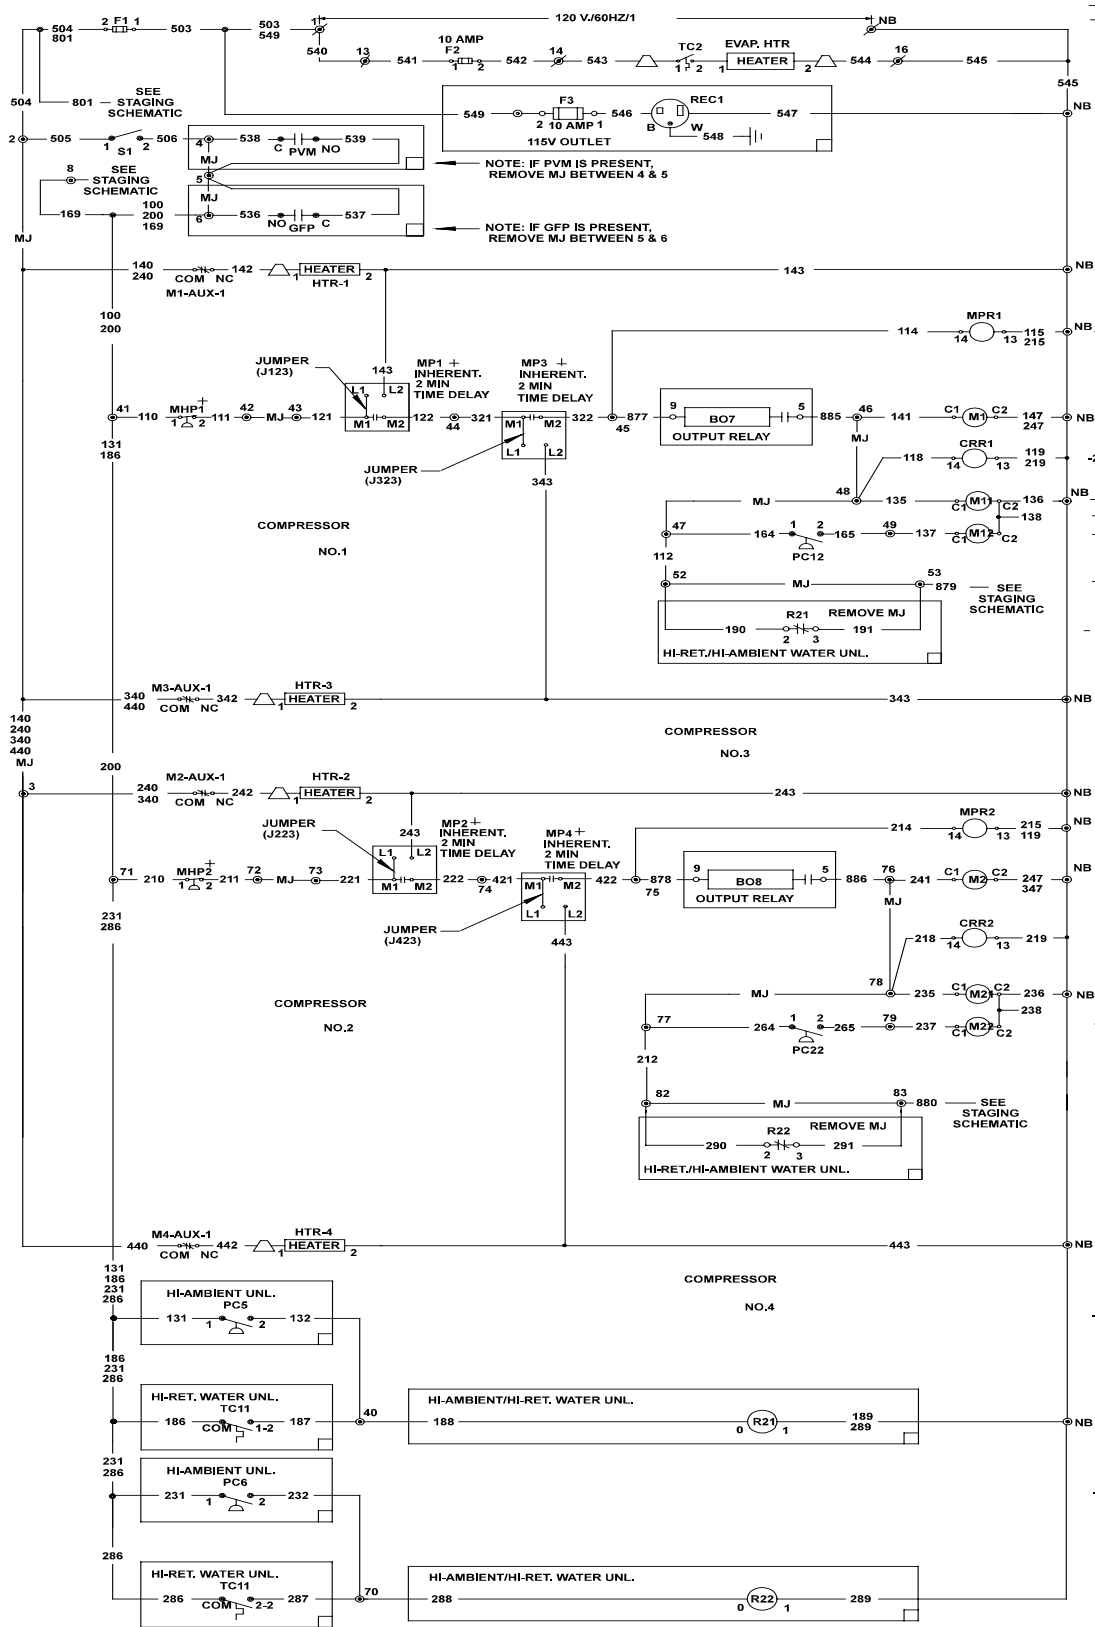 120 V./60HZ/1
504
801
2 F1 1
503
503
549
1
NB
540
13
541
10 AMP
F2
1 2
542
14
543
TC2
1 2
EVAP. HTR
1 HEATER 2
544
16
545
545
504
801
SEE
STAGING
SCHEMATIC
549
F3
2 10 AMP 1
546
REC1
B W
548
547
NB
115V OUTLET
2
505
1 S1 2
506
4
538
C PVM NO
539
MJ
NOTE: IF PVM IS PRESENT,
REMOVE MJ BETWEEN 4 & 5
8
SEE
STAGING
SCHEMATIC
5
MJ
169
100
200
169
6
536
NO GFP C
537
NOTE: IF GFP IS PRESENT,
REMOVE MJ BETWEEN 5 & 6
MJ
140
240
COM NC
M1-AUX-1
142
1 HEATER 2
HTR-1
143
NB
100
200
114
MPR1
14 13
115
215
NB
JUMPER
(J123)
143
L1 L2
M1 M2
MP1 +
INHERENT.
2 MIN
TIME DELAY
MP3 +
INHERENT.
2 MIN
TIME DELAY
41
110
MHP1 +
1 2
111
42
MJ
43
121
122
44
321
M1 M2
L1 L2
322
877
45
9
BO7
5
OUTPUT RELAY
885
46
141
C1 M1 C2
147
247
NB
131
186
JUMPER
(J323)
343
MJ
118
CRR1
14 13
119
219
-2
MJ
48
135
C1 M11 C2
136
NB
138
COMPRESSOR
NO.1
47
164
1 2
PC12
165
49
137
C1 M12 C2
112
52
MJ
53
879
SEE
STAGING
SCHEMATIC
R21
REMOVE MJ
190
2 3
191
HI-RET./HI-AMBIENT WATER UNL.
340
440
M3-AUX-1
COM NC
342
HTR-3
1 HEATER 2
343
NB
140
240
340
440
MJ
COMPRESSOR
NO.3
200
3
240
340
M2-AUX-1
COM NC
242
HTR-2
1 HEATER 2
243
NB
214
MPR2
14 13
215
119
NB
JUMPER
(J223)
243
L1 L2
M1 M2
MP2 +
INHERENT.
2 MIN
TIME DELAY
MP4 +
INHERENT.
2 MIN
TIME DELAY
71
210
MHP2 +
1 2
211
72
MJ
73
221
222
74
421
M1 M2
L1 L2
422
878
75
9
BO8
5
OUTPUT RELAY
886
76
241
C1 M2 C2
247
347
NB
231
286
JUMPER
(J423)
443
MJ
218
CRR2
14 13
219
78
MJ
235
C1 M21 C2
236
NB
238
COMPRESSOR
NO.2
77
264
1 2
PC22
265
79
237
C1 M22 C2
212
82
MJ
83
880
SEE
STAGING
SCHEMATIC
R22
REMOVE MJ
290
2 3
291
HI-RET./HI-AMBIENT WATER UNL.
440
M4-AUX-1
COM NC
442
HTR-4
1 HEATER 2
443
NB
131
186
231
286
COMPRESSOR
NO.4
HI-AMBIENT UNL.
PC5
131
1 2
132
186
231
286
HI-RET. WATER UNL.
TC11
186
COM 1-2
187
40
HI-AMBIENT/HI-RET. WATER UNL.
188
0 R21 1
189
289
NB
231
286
HI-AMBIENT UNL.
PC6
231
1 2
232
286
HI-RET. WATER UNL.
TC11
286
COM 2-2
287
70
HI-AMBIENT/HI-RET. WATER UNL.
288
0 R22 1
289